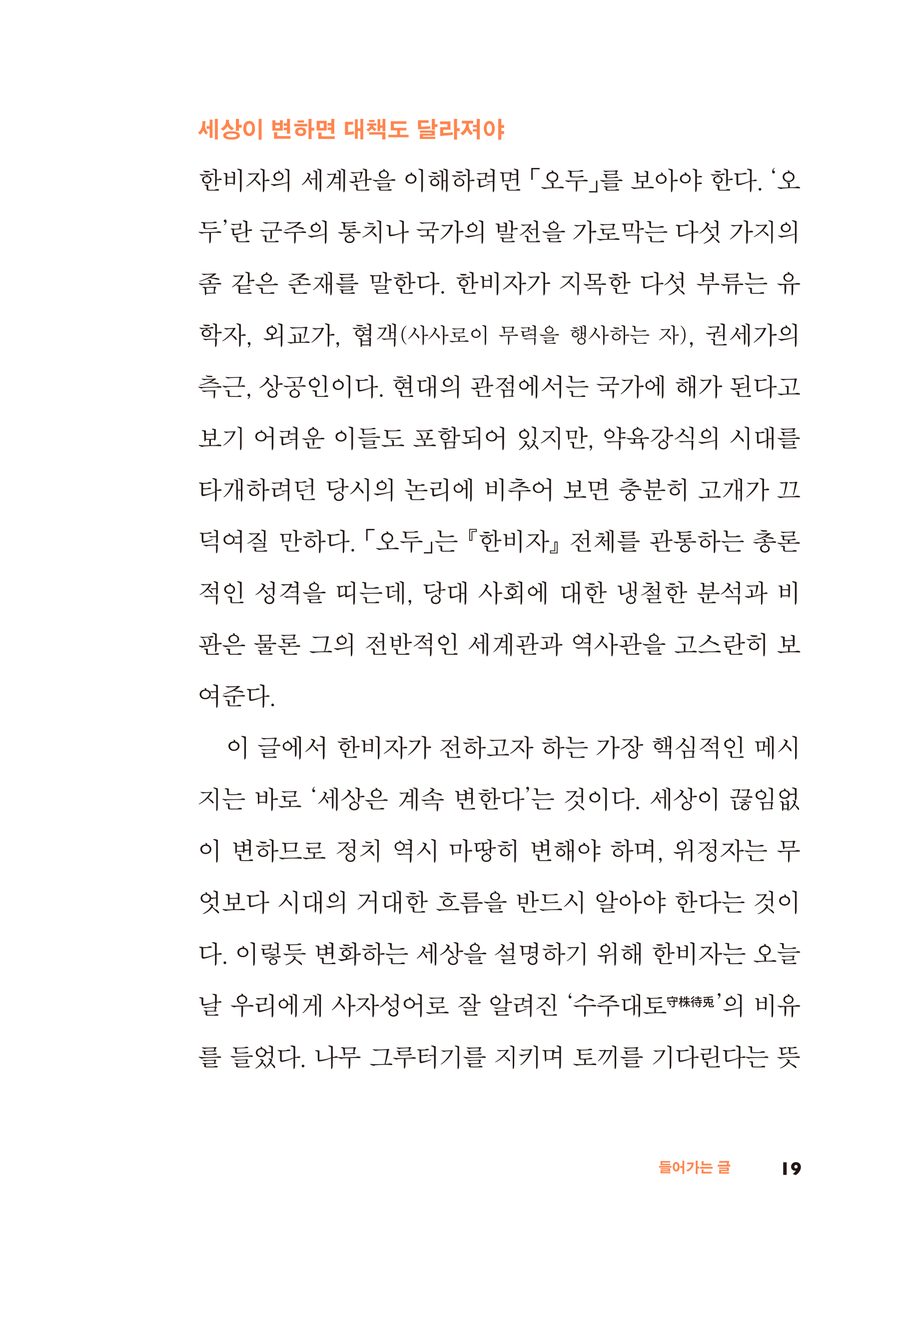 세상이 변하면 대책도 달라져야
한비자의 세계관을 이해하려면 「오두」를 보아야 한다. ‘오
두’란 군주의 통치나 국가의 발전을 가로막는 다섯 가지의
좀 같은 존재를 말한다. 한비자가 지목한 다섯 부류는 유
학자, 외교가, 협객(사사로이 무력을 행사하는 자), 권세가의
측근, 상공인이다. 현대의 관점에서는 국가에 해가 된다고
보기 어려운 이들도 포함되어 있지만, 약육강식의 시대를
타개하려던 당시의 논리에 비추어 보면 충분히 고개가 끄
덕여질 만하다. 「오두」는 『한비자』 전체를 관통하는 총론
적인 성격을 띠는데, 당대 사회에 대한 냉철한 분석과 비
판은 물론 그의 전반적인 세계관과 역사관을 고스란히 보
여준다.
이 글에서 한비자가 전하고자 하는 가장 핵심적인 메시
지는 바로 ‘세상은 계속 변한다’는 것이다. 세상이 끊임없
이 변하므로 정치 역시 마땅히 변해야 하며, 위정자는 무
엇보다 시대의 거대한 흐름을 반드시 알아야 한다는 것이
다. 이렇듯 변화하는 세상을 설명하기 위해 한비자는 오늘
날 우리에게 사자성어로 잘 알려진 ‘수주대토守株待兎’의 비유
를 들었다. 나무 그루터기를 지키며 토끼를 기다린다는 뜻
들어가는 글 19